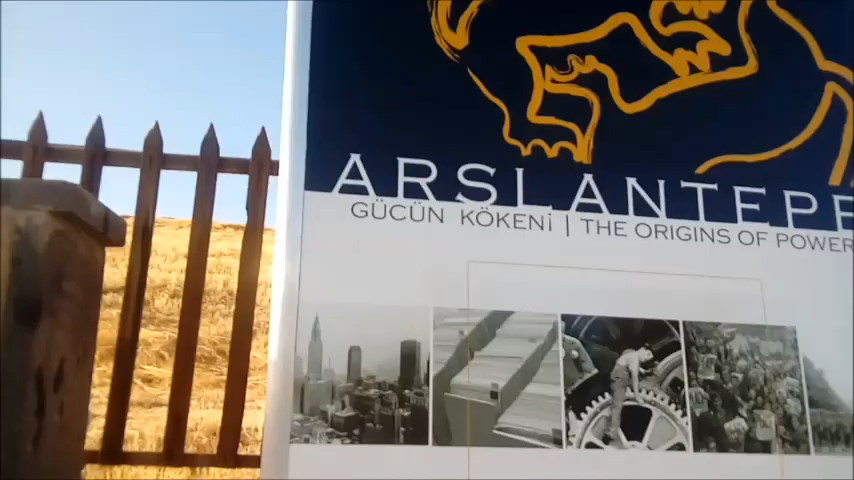 ARSLANTEPE
GÜCÜN KÖKENİ | THE ORIGINS OF POWER